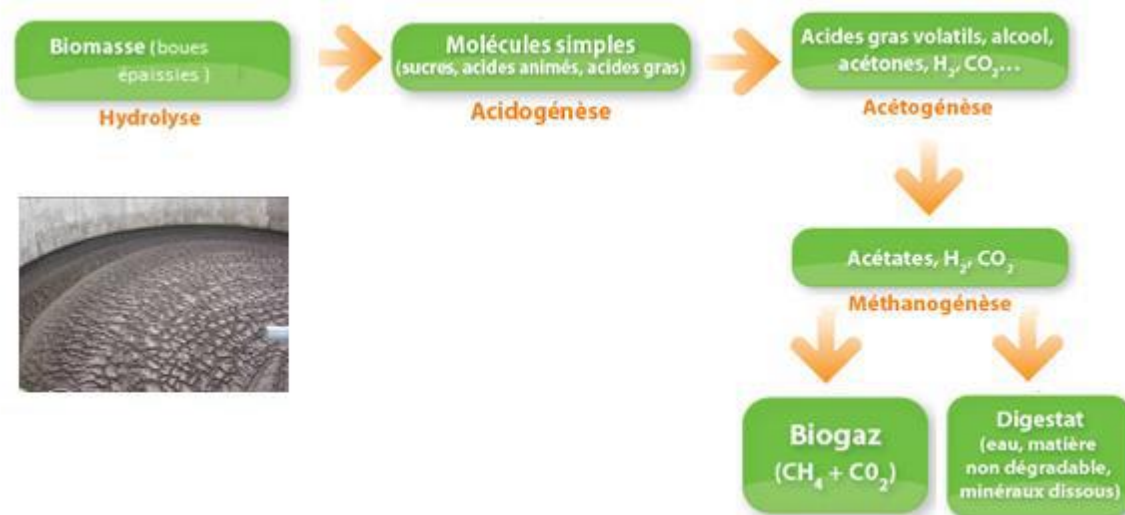 Biomasse (boues
épaissies )
Hydrolyse
Molécules simples
(sucres, acides animés, acides gras)
Acidogénèse
Acides gras volatils, alcool,
acétones, H₂, CO₂...
Acétogénèse
Acétates, H₂, CO₂
Méthanogénèse
Biogaz
(CH₄ + C0₂)
Digestat
(eau, matière
non dégradable,
minéraux dissous)